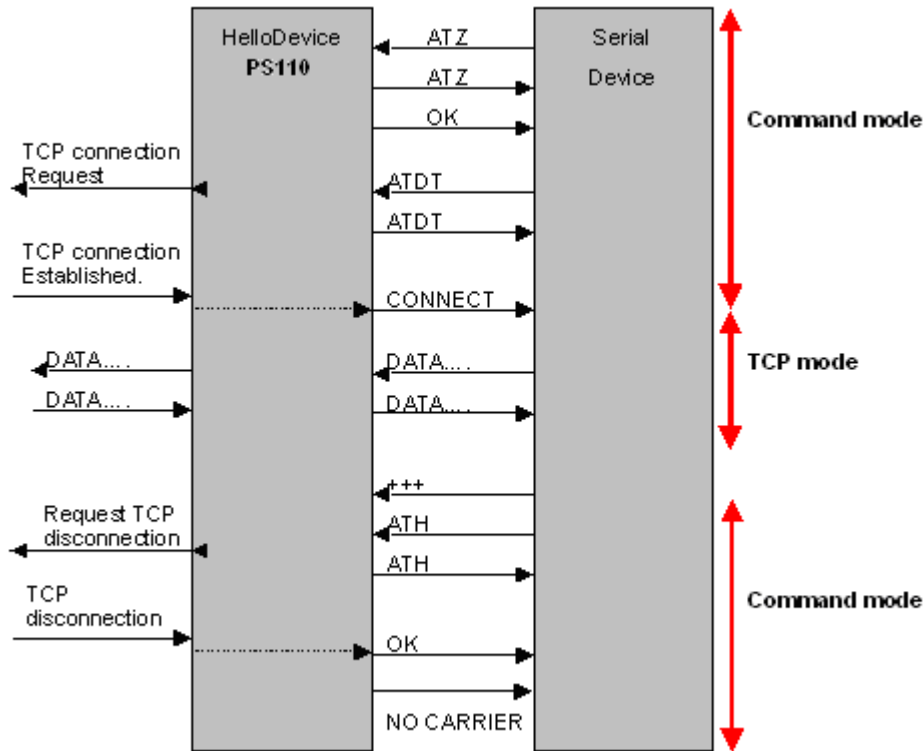 HelloDevice
PS110
Serial
Device
ATZ
ATZ
OK
Command mode
TCP connection
Request
ATDT
ATDT
TCP connection
Established.
CONNECT
DATA....
DATA....
TCP mode
DATA....
DATA....
+++
Request TCP
disconnection
ATH
ATH
Command mode
TCP
disconnection
OK
NO CARRIER